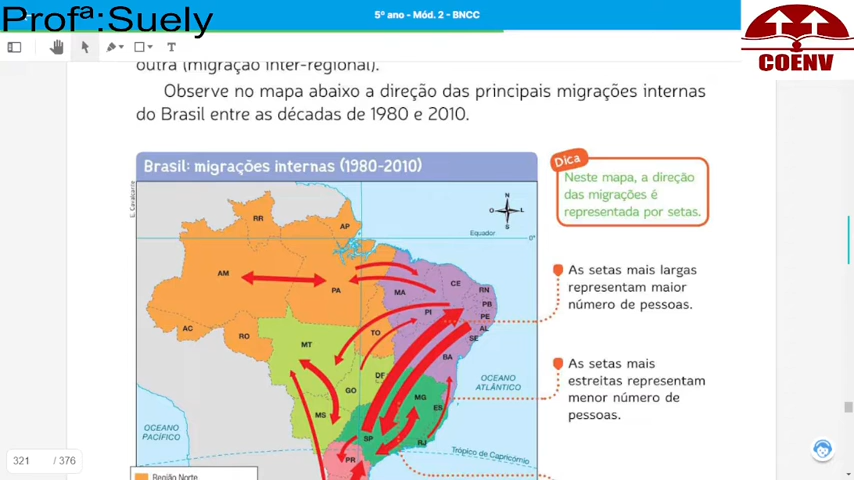 Profª:Suely
5º ano - Mód. 2 - BNCC
COENV
outra (migração inter-regional).
Observe no mapa abaixo a direção das principais migrações internas
do Brasil entre as décadas de 1980 e 2010.
Brasil: migrações internas (1980-2010)
E. Cavalcante
Dica
Neste mapa, a direção
das migrações é
representada por setas.
N
O
L
S
Equador
0°
RR
AP
AM
PA
AC
RO
TO
MA
CE
RN
PB
PE
AL
SE
PI
BA
MT
DF
GO
MS
MG
ES
SP
RJ
PR
OCEANO
ATLÂNTICO
OCEANO
PACÍFICO
Trópico de Capricórnio
As setas mais largas
representam maior
número de pessoas.
As setas mais
estreitas representam
menor número de
pessoas.
Região Norte
321 / 376
T